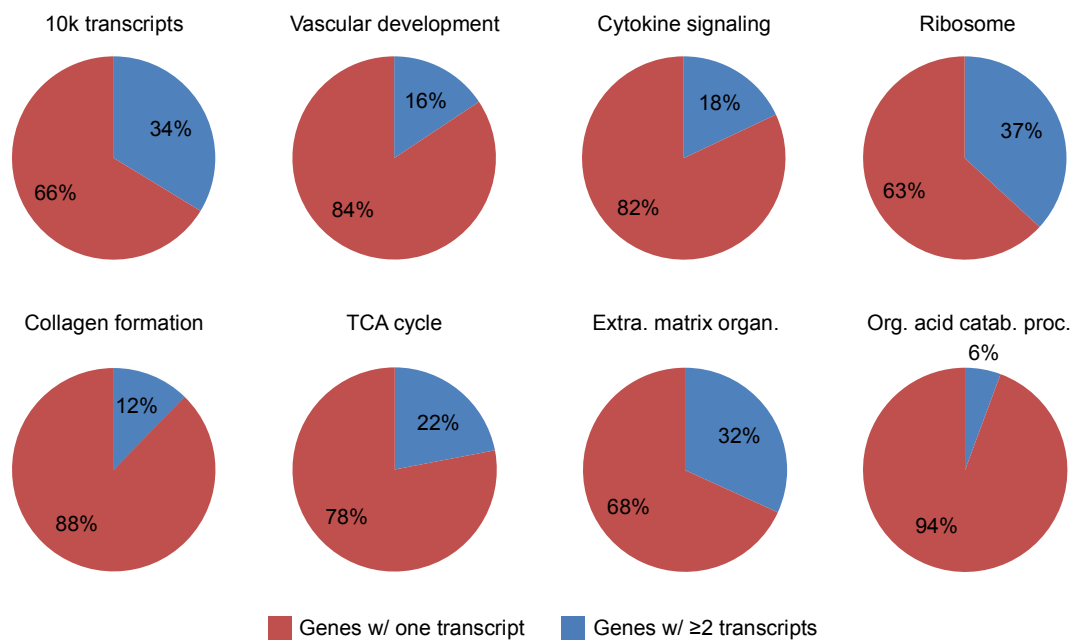 10k transcripts
34%
66%
Vascular development
16%
84%
Cytokine signaling
18%
82%
Ribosome
37%
63%
Collagen formation
12%
88%
TCA cycle
22%
78%
Extra. matrix organ.
32%
68%
Org. acid catab. proc.
6%
94%
Genes w/ one transcript
Genes w/ ≥2 transcripts